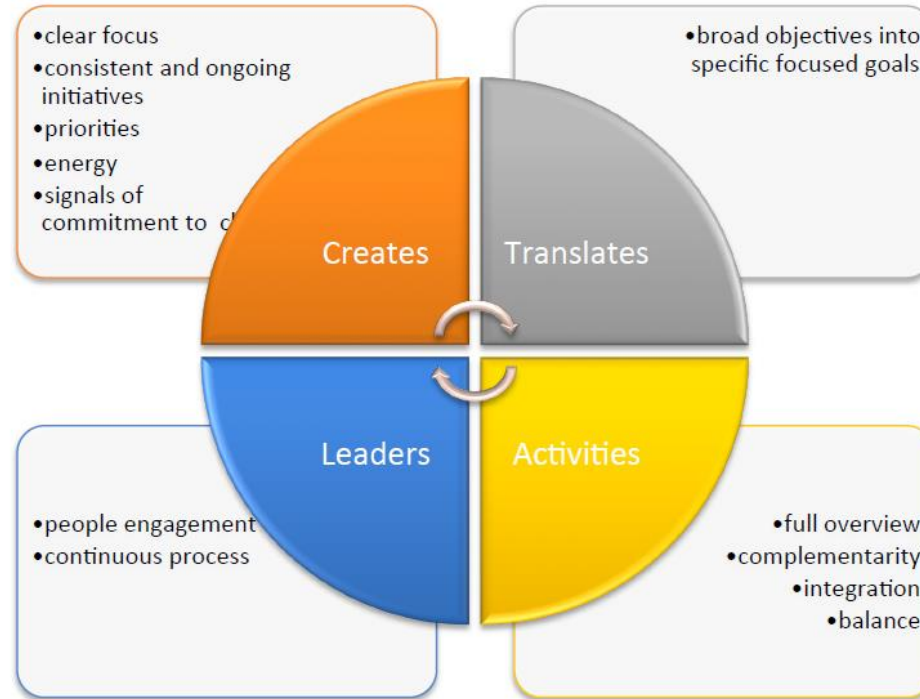 •clear focus
•consistent and ongoing
initiatives
•priorities
•energy
•signals of
commitment to
Creates
•broad objectives into
specific focused goals
Translates
Leaders
•people engagement
•continuous process
Activities
•full overview
•complementarity
•integration
•balance